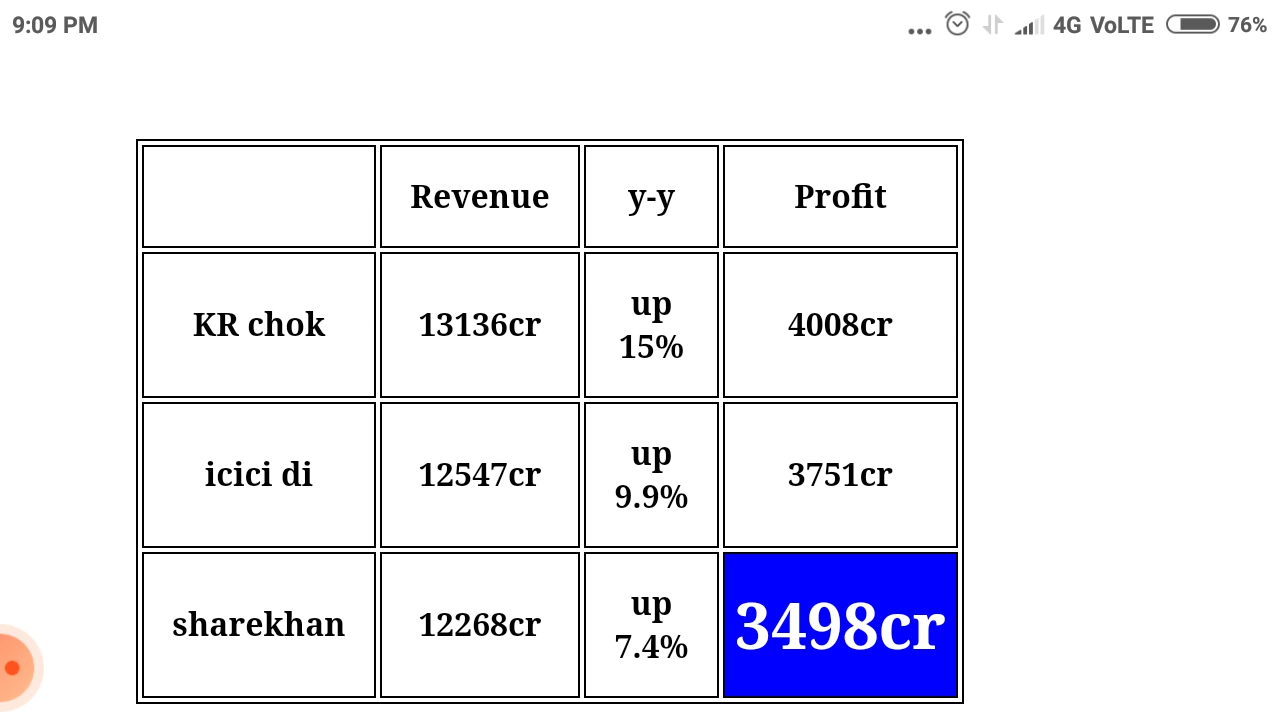 9:09 PM
... 4G VoLTE 76%
Revenue y-y Profit
KR chok 13136cr up 15% 4008cr
icici di 12547cr up 9.9% 3751cr
sharekhan 12268cr up 7.4% 3498cr